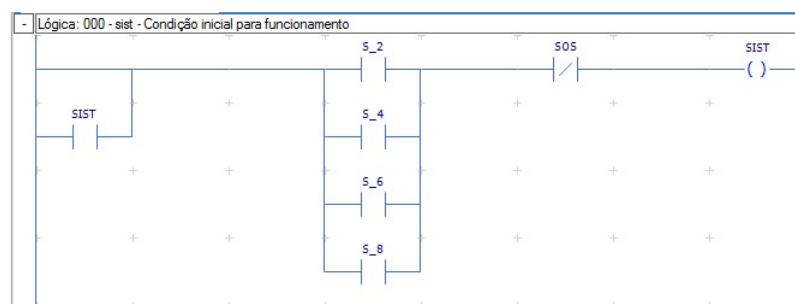 - Lógica: 000 - sist - Condição inicial para funcionamento
S_2 SOS SIST
SIST S_4
S_6
S_8